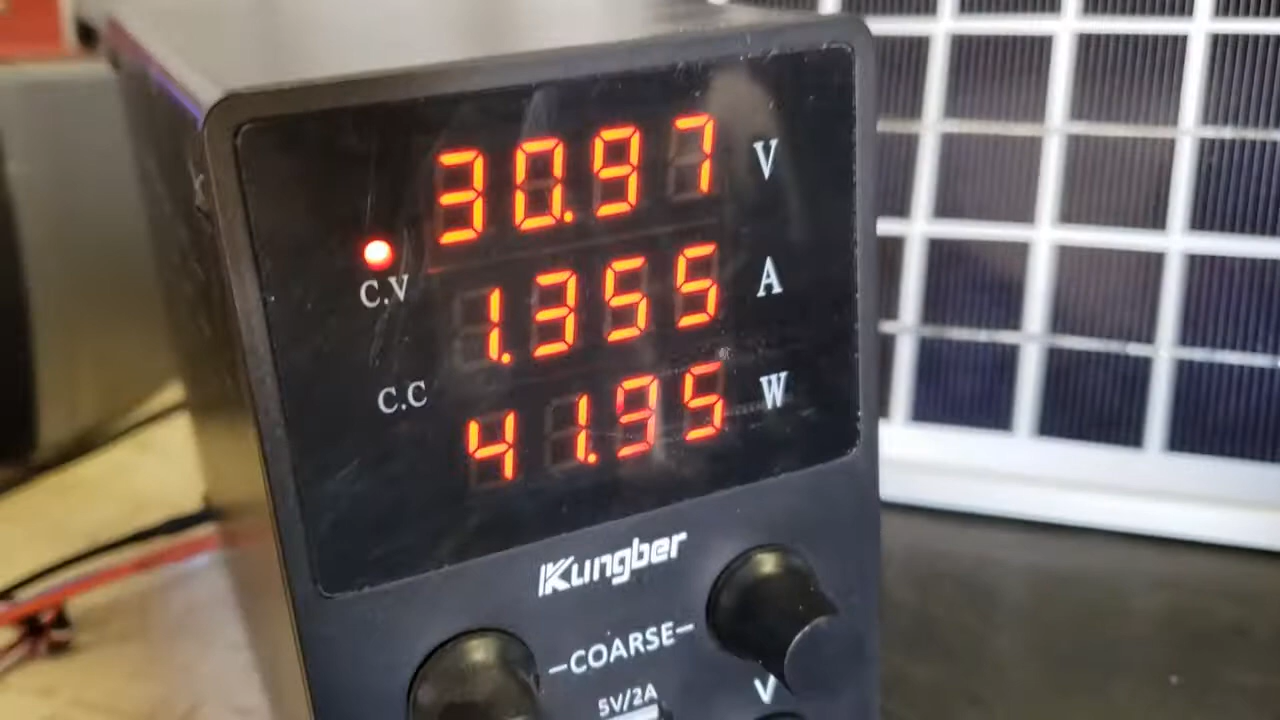 30.97 V
C.V
1.355 A
C.C
41.95 W
Kungber
-COARSE-
5V/2A
V